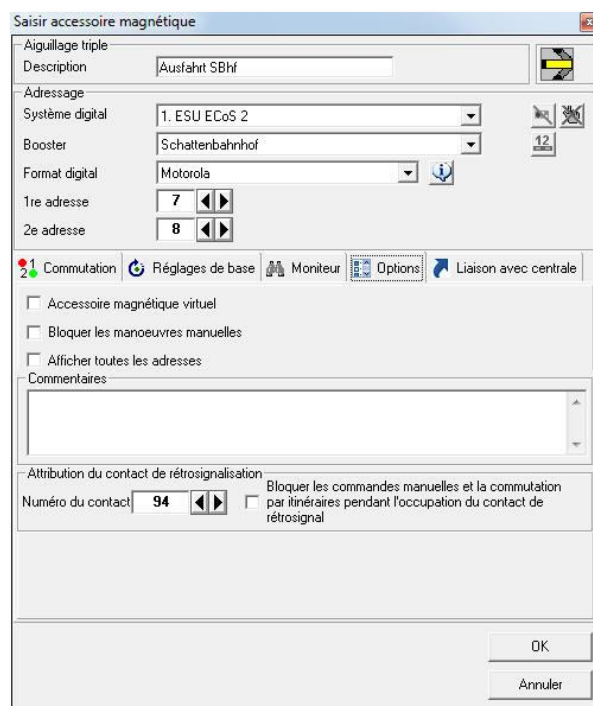 Saisir accessoire magnétique
Aiguillage triple
Description Ausfahrt SBhf
Adressage
Système digital 1. ESU ECoS 2
Booster Schattenbahnhof 12
Format digital Motorola
1re adresse 7
2e adresse 8
1 2 Commutation Réglages de base Moniteur Options Liaison avec centrale
Accessoire magnétique virtuel
Bloquer les manoeuvres manuelles
Afficher toutes les adresses
Commentaires
Attribution du contact de rétrosignalisation
Numéro du contact 94 Bloquer les commandes manuelles et la commutation
par itinéraires pendant l'occupation du contact de
rétrosignal
OK
Annuler